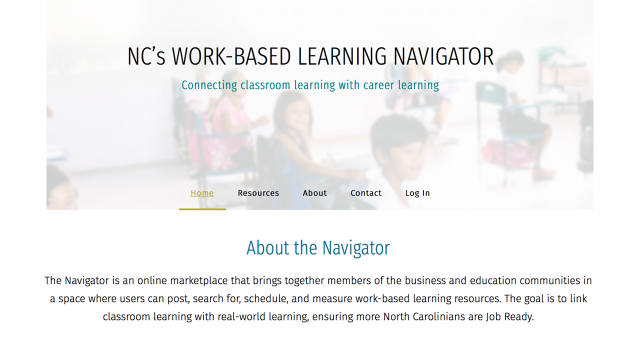 NC’s WORK-BASED LEARNING NAVIGATOR
Connecting classroom learning with career learning
Home Resources About Contact Log In
About the Navigator
The Navigator is an online marketplace that brings together members of the business and education communities in
a space where users can post, search for, schedule, and measure work-based learning resources. The goal is to link
classroom learning with real-world learning, ensuring more North Carolinians are Job Ready.